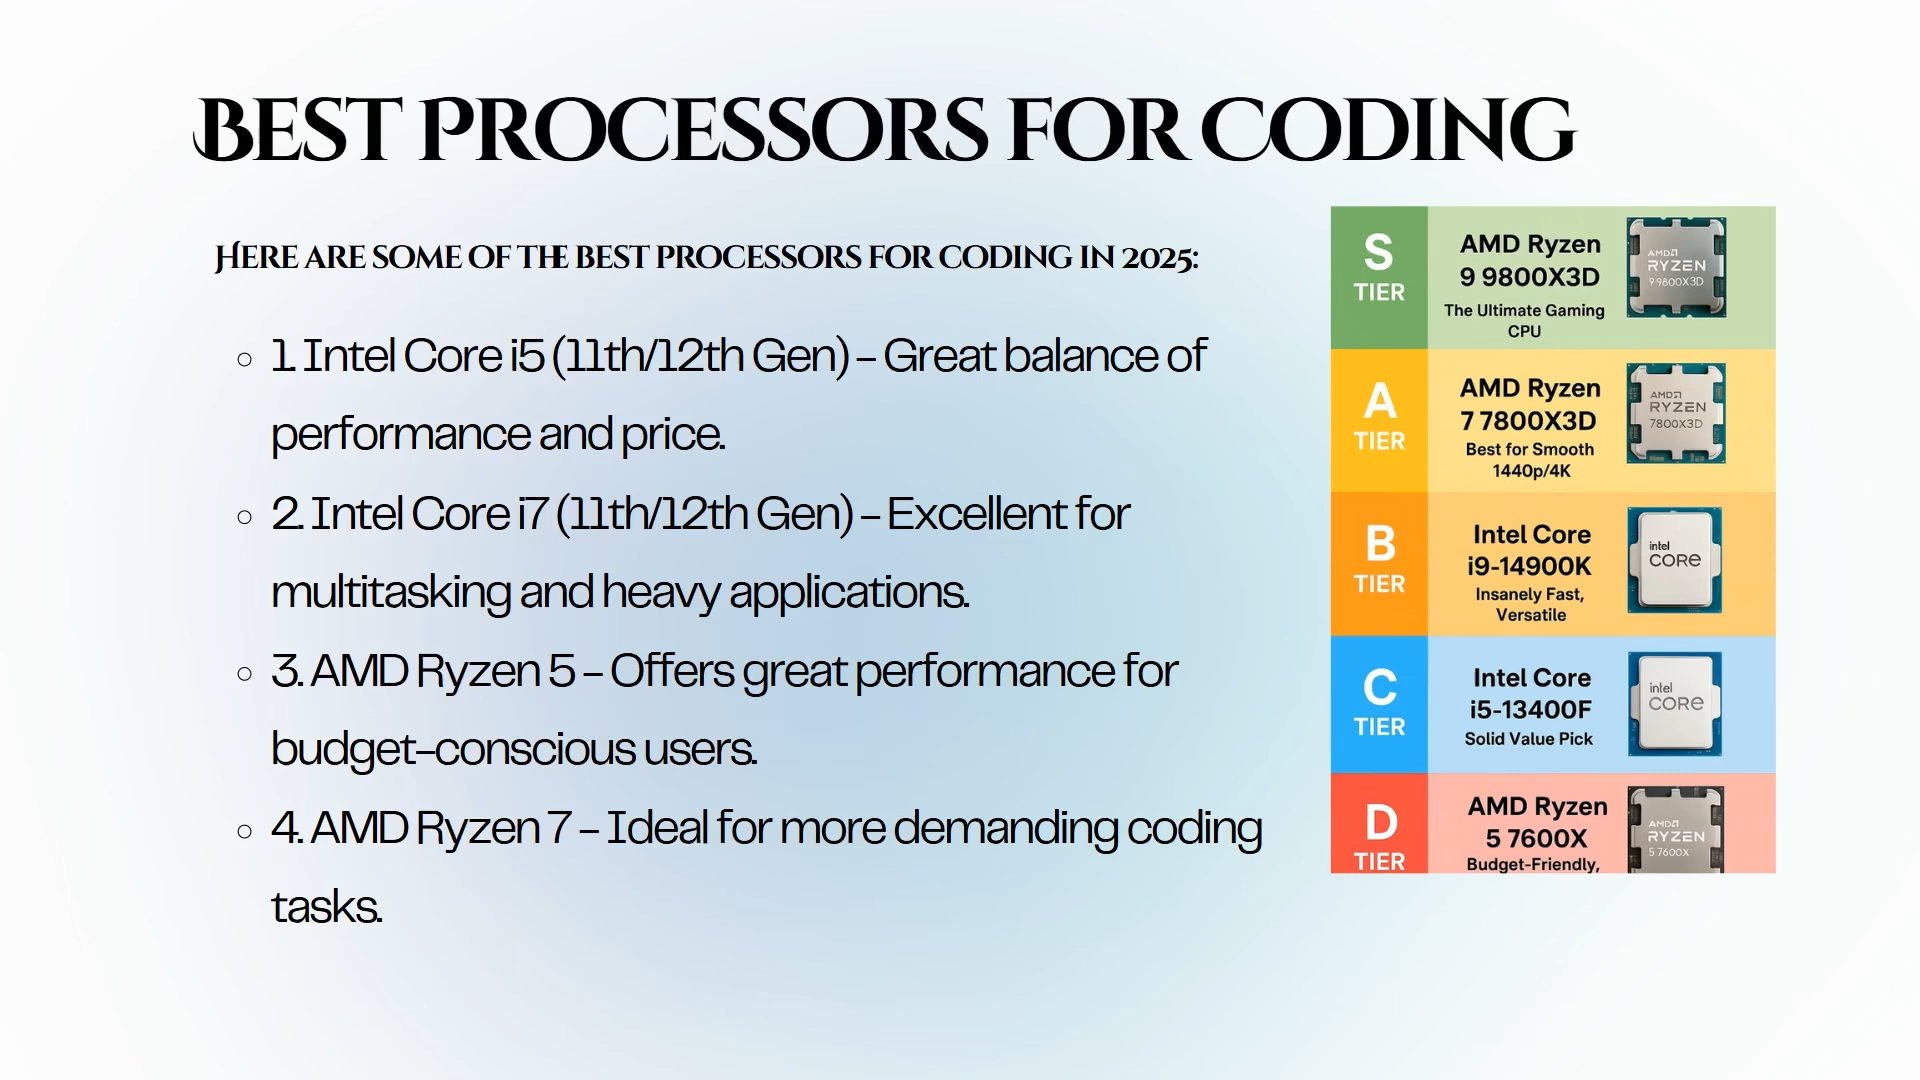 Best Processors for Coding
Here are some of the best processors for coding in 2025:
1. Intel Core i5 (11th/12th Gen) – Great balance of
performance and price.
2. Intel Core i7 (11th/12th Gen) – Excellent for
multitasking and heavy applications.
3. AMD Ryzen 5 – Offers great performance for
budget-conscious users.
4. AMD Ryzen 7 – Ideal for more demanding coding
tasks.
S
TIER
AMD Ryzen
9 9800X3D
The Ultimate Gaming
CPU
AMD
RYZEN
9 9800X3D
A
TIER
AMD Ryzen
7 7800X3D
Best for Smooth
1440p/4K
AMD
RYZEN
7800X3D
B
TIER
Intel Core
i9-14900K
Insanely Fast,
Versatile
intel
CORE
C
TIER
Intel Core
i5-13400F
Solid Value Pick
intel
CORE
D
TIER
AMD Ryzen
5 7600X
Budget-Friendly,
AMD
RYZEN
5 7600X